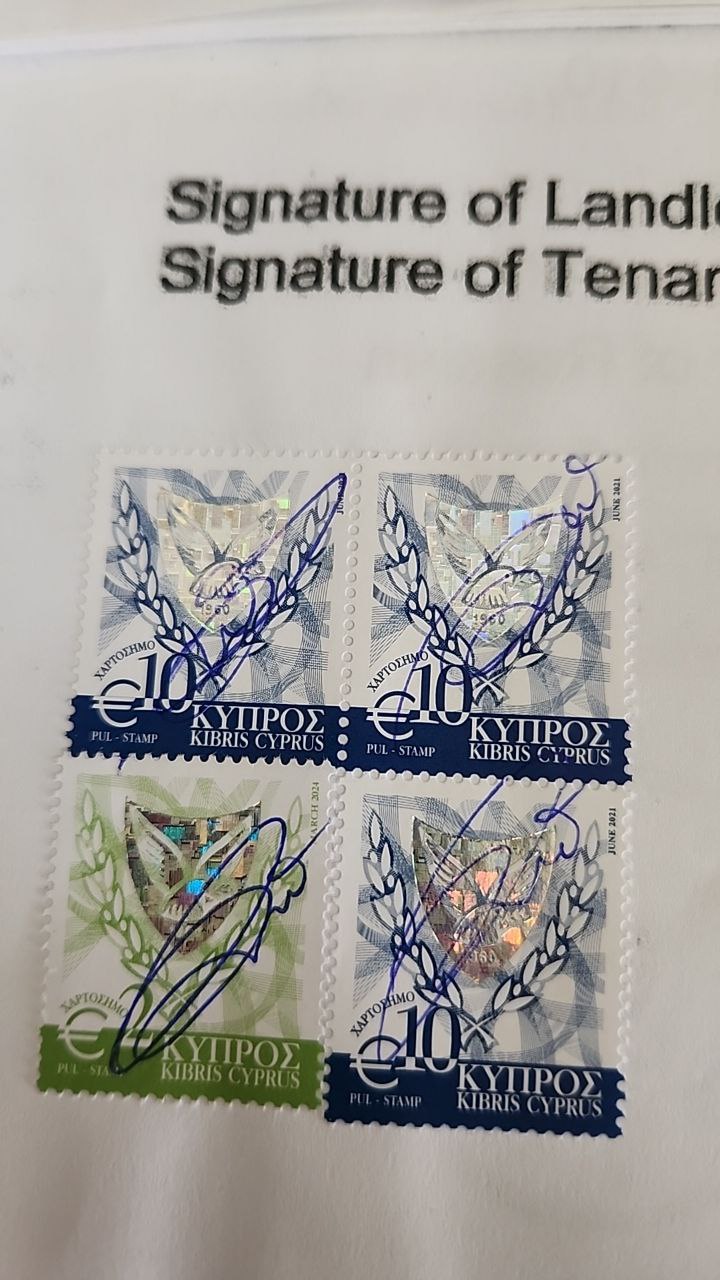 Signature of Landl
Signature of Tenan
1960
ΧΑΡΤΟΣΗΜΟ
€10 ΚΥΠΡΟΣ
PUL - STAMP KIBRIS CYPRUS
JUNE 2021
1960
ΧΑΡΤΟΣΗΜΟ
€10 ΚΥΠΡΟΣ
PUL - STAMP KIBRIS CYPRUS
MARCH 2024
ΧΑΡΤΟΣΗΜΟ
€ ΚΥΠΡΟΣ
PUL - STAMP KIBRIS CYPRUS
JUNE 2021
1960
ΧΑΡΤΟΣΗΜΟ
€10 ΚΥΠΡΟΣ
PUL - STAMP KIBRIS CYPRUS